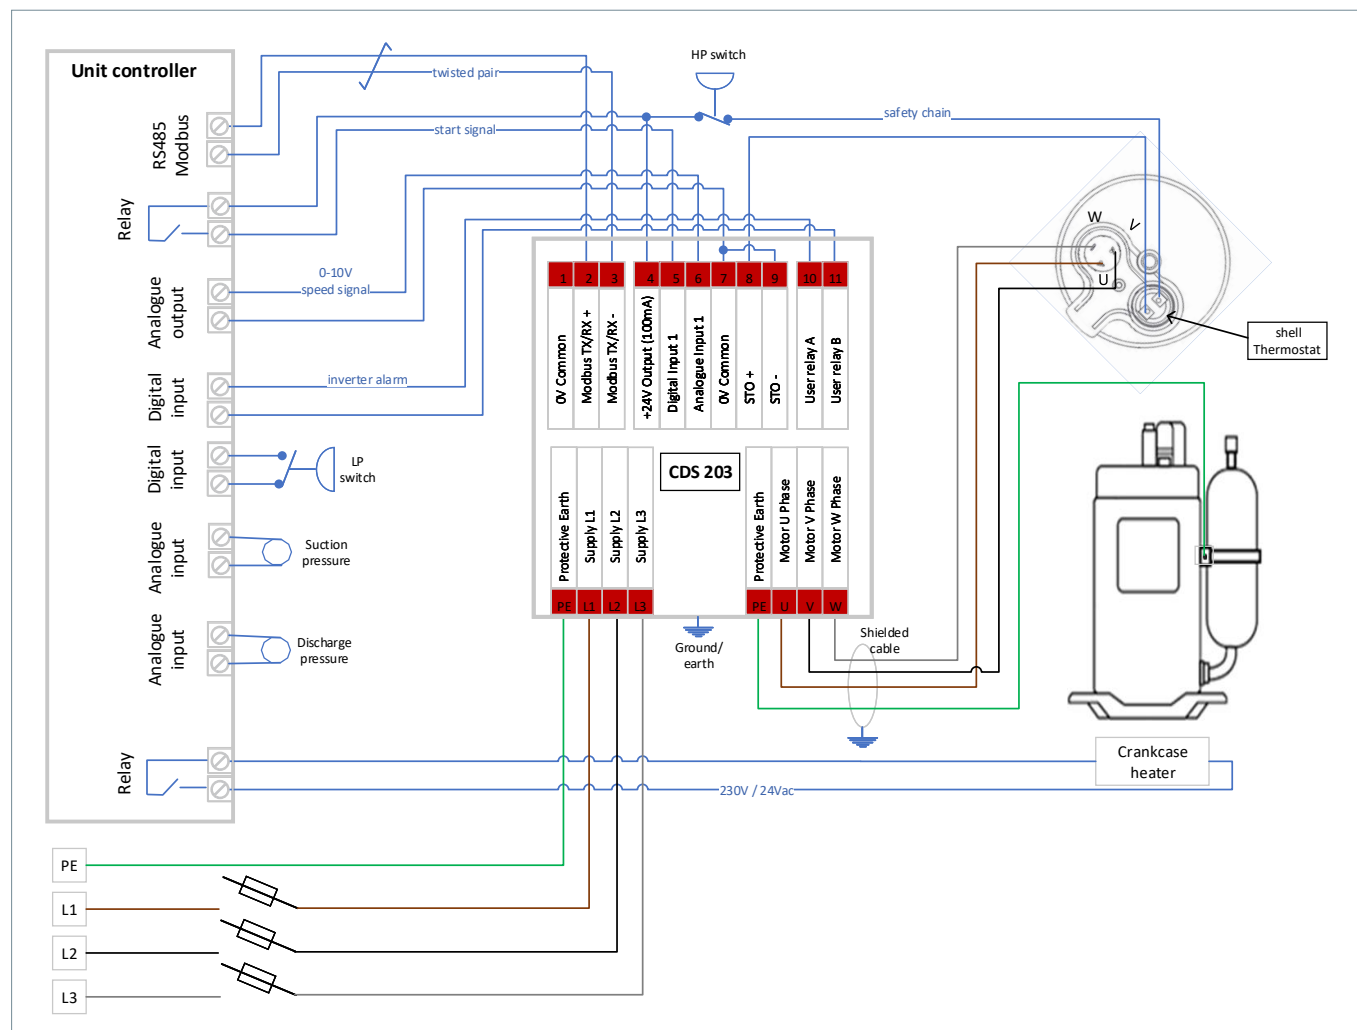 Unit controller
RS485
Modbus
Relay
Analogue
output
Digital
input
Digital
input
Analogue
input
Analogue
input
Relay
twisted pair
start signal
0-10V
speed signal
inverter alarm
LP
switch
Suction
pressure
Discharge
pressure
HP switch
safety chain
W
V
U
shell
Thermostat
1
2
3
4
5
6
7
8
9
10
11
0V Common
Modbus TX/RX +
Modbus TX/RX -
+24V Output (100mA)
Digital Input 1
Analogue Input 1
0V Common
STO +
STO -
User relay A
User relay B
CDS 203
Protective Earth
Supply L1
Supply L2
Supply L3
Protective Earth
Motor U Phase
Motor V Phase
Motor W Phase
PE
L1
L2
L3
PE
U
V
W
Ground/
earth
Shielded
cable
Crankcase
heater
230V / 24Vac
PE
L1
L2
L3